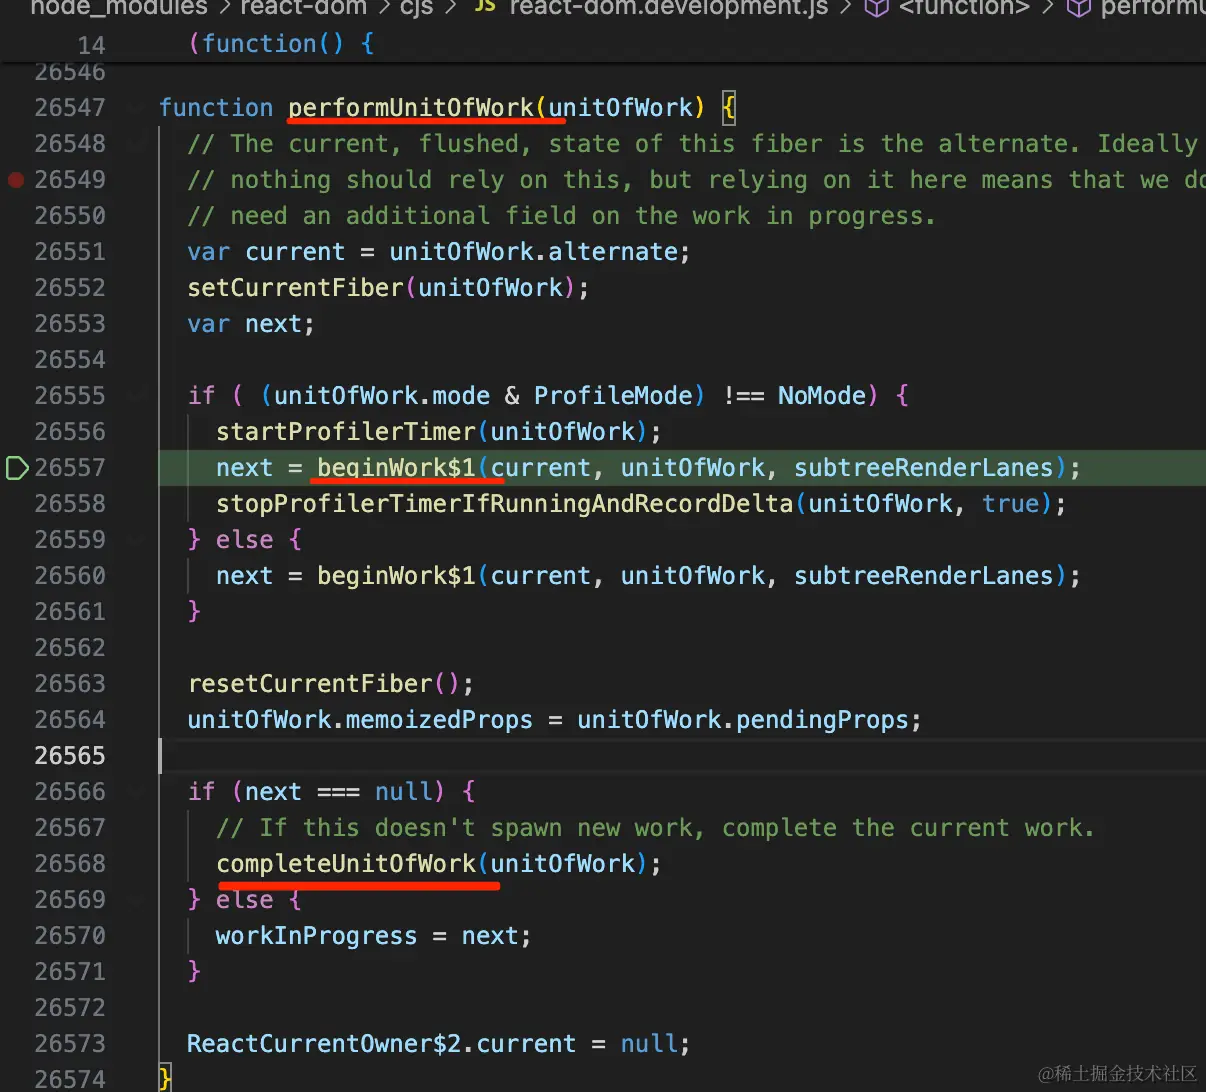 node_modules > react-dom > cjs > JS react-dom.development.js > <function> >
14 (function() {
26546
26547 function performUnitOfWork(unitOfWork) {
26548 // The current, flushed, state of this fiber is the alternate. Ideally
26549 // nothing should rely on this, but relying on it here means that we do
26550 // need an additional field on the work in progress.
26551 var current = unitOfWork.alternate;
26552 setCurrentFiber(unitOfWork);
26553 var next;
26554
26555 if ( (unitOfWork.mode & ProfileMode) !== NoMode) {
26556 startProfilerTimer(unitOfWork);
26557 next = beginWork$1(current, unitOfWork, subtreeRenderLanes);
26558 stopProfilerTimerIfRunningAndRecordDelta(unitOfWork, true);
26559 } else {
26560 next = beginWork$1(current, unitOfWork, subtreeRenderLanes);
26561 }
26562
26563 resetCurrentFiber();
26564 unitOfWork.memoizedProps = unitOfWork.pendingProps;
26565
26566 if (next === null) {
26567 // If this doesn't spawn new work, complete the current work.
26568 completeUnitOfWork(unitOfWork);
26569 } else {
26570 workInProgress = next;
26571 }
26572
26573 ReactCurrentOwner$2.current = null;
26574 }
@稀土掘金技术社区